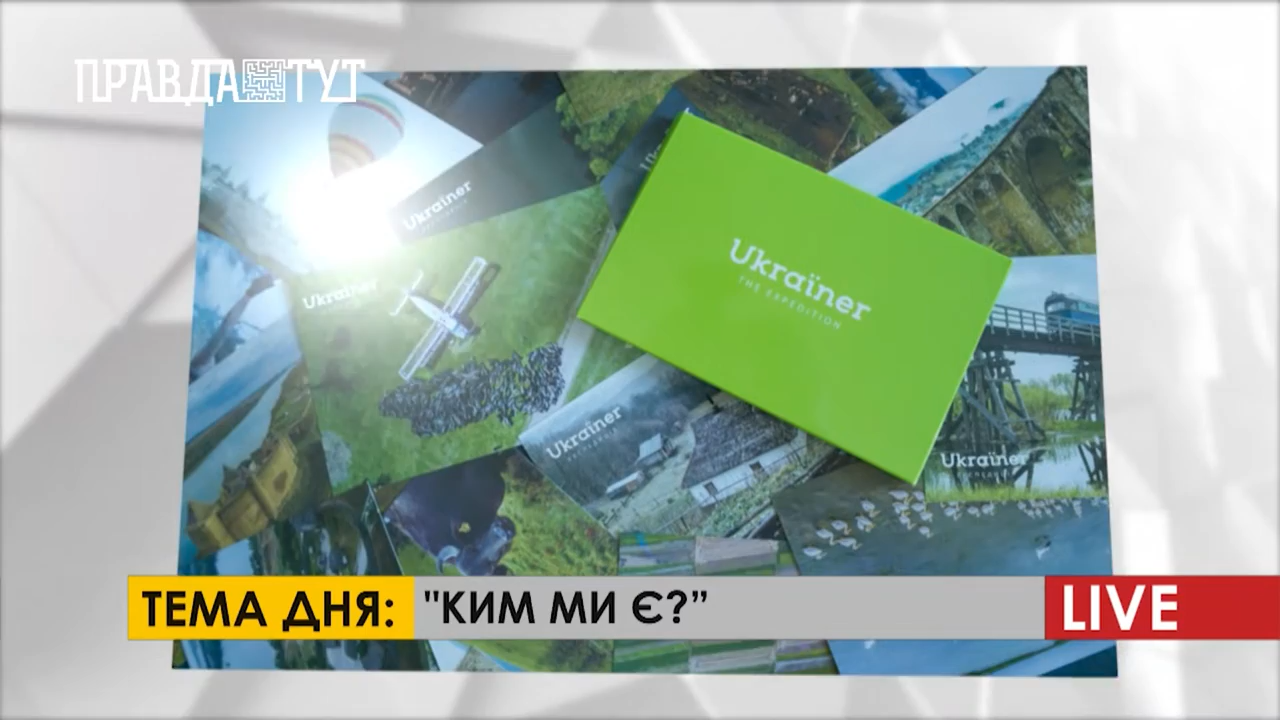 ПРАВДА ТУТ
Ukraïner
Ukraïner
Ukraïner
THE EXPEDITION
Ukraïner
Ukraïner
ТЕМА ДНЯ: "КИМ МИ Є?”
LIVE